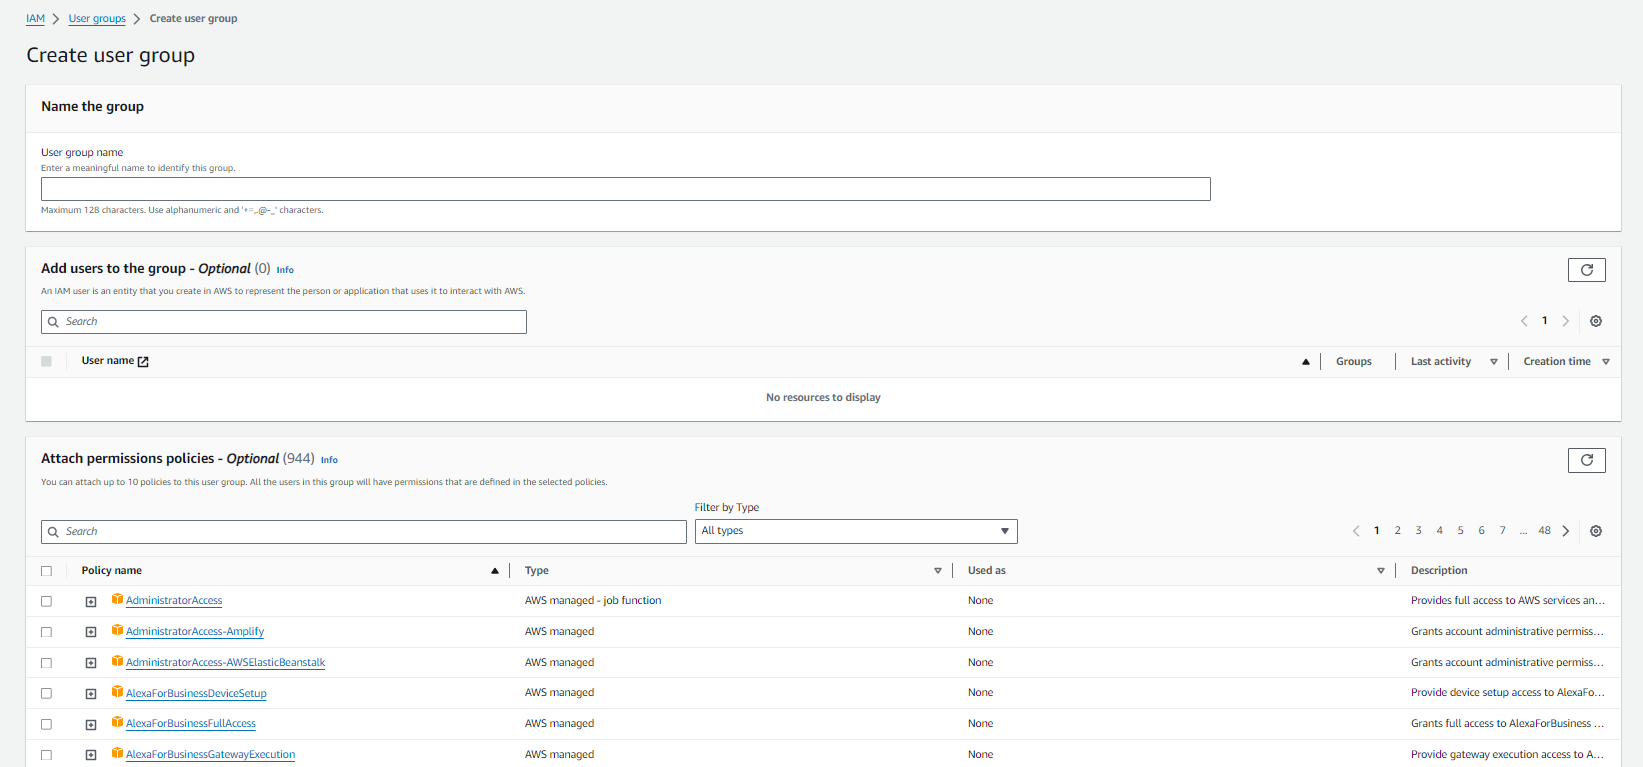 IAM > User groups > Create user group
Create user group
Name the group
User group name
Enter a meaningful name to identify this group.
Maximum 128 characters. Use alphanumeric and '+=,.@-_' characters.
Add users to the group - Optional (0) Info
An IAM user is an entity that you create in AWS to represent the person or application that uses it to interact with AWS.
Search
1
User name Groups Last activity Creation time
No resources to display
Attach permissions policies - Optional (944) Info
You can attach up to 10 policies to this user group. All the users in this group will have permissions that are defined in the selected policies.
Filter by Type
Search All types 1 2 3 4 5 6 7 ... 48
Policy name Type Used as Description
AdministratorAccess AWS managed - job function None Provides full access to AWS services an...
AdministratorAccess-Amplify AWS managed None Grants account administrative permiss...
AdministratorAccess-AWSElasticBeanstalk AWS managed None Grants account administrative permiss...
AlexaForBusinessDeviceSetup AWS managed None Provide device setup access to AlexaFo...
AlexaForBusinessFullAccess AWS managed None Grants full access to AlexaForBusiness ...
AlexaForBusinessGatewayExecution AWS managed None Provide gateway execution access to A...